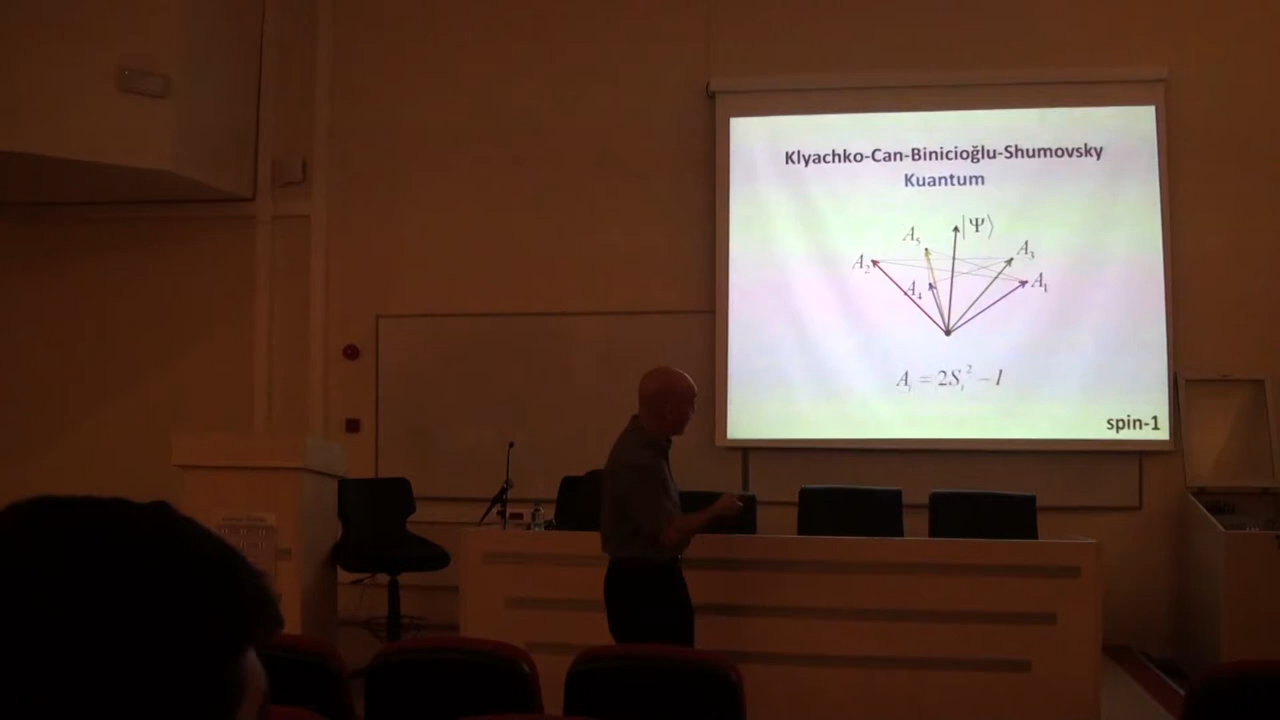 Klyachko-Can-Binicioğlu-Shumovsky
Kuantum
|Ψ⟩
A₅
A₂
A₃
A₄
A₁
Aᵢ = 2Sᵢ² − I
spin-1